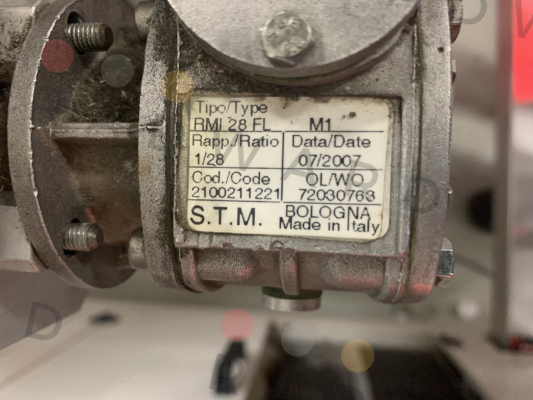 Tipo/Type
RMI 28 FL M1
Rapp./Ratio Data/Date
1/28 07/2007
Cod./Code OL/WO
2100211221 72030763
S.T.M. BOLOGNA
Made in Italy